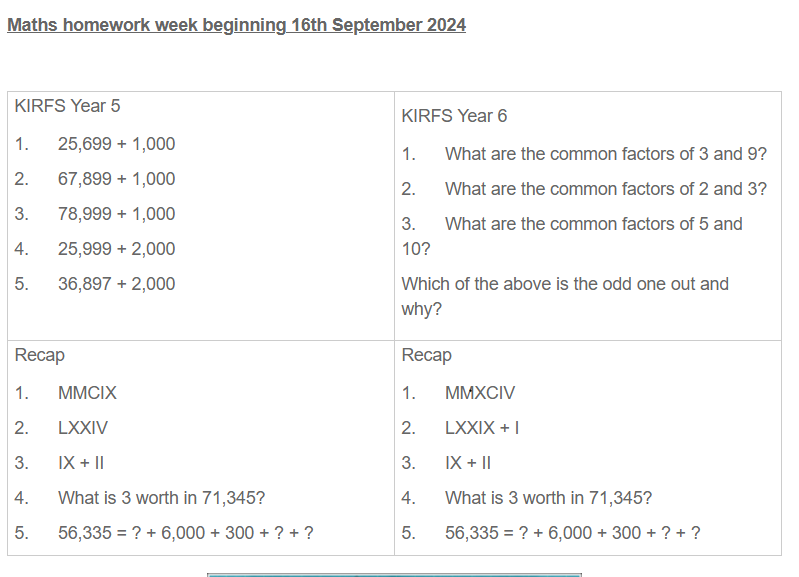 Maths homework week beginning 16th September 2024
KIRFS Year 5
1. 25,699 + 1,000
2. 67,899 + 1,000
3. 78,999 + 1,000
4. 25,999 + 2,000
5. 36,897 + 2,000
KIRFS Year 6
1. What are the common factors of 3 and 9?
2. What are the common factors of 2 and 3?
3. What are the common factors of 5 and
10?
Which of the above is the odd one out and
why?
Recap
1. MMCIX
2. LXXIV
3. IX + II
4. What is 3 worth in 71,345?
5. 56,335 = ? + 6,000 + 300 + ? + ?
Recap
1. MMXCIV
2. LXXIX + I
3. IX + II
4. What is 3 worth in 71,345?
5. 56,335 = ? + 6,000 + 300 + ? + ?